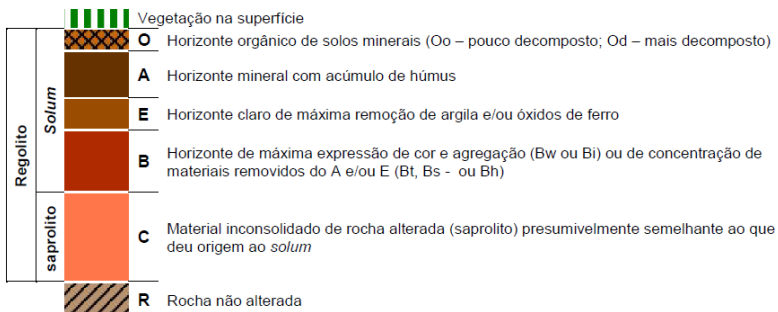 Vegetação na superfície
O Horizonte orgânico de solos minerais (Oo – pouco decomposto; Od – mais decomposto)
A Horizonte mineral com acúmulo de húmus
E Horizonte claro de máxima remoção de argila e/ou óxidos de ferro
B Horizonte de máxima expressão de cor e agregação (Bw ou Bi) ou de concentração de
materiais removidos do A e/ou E (Bt, Bs - ou Bh)
C Material inconsolidado de rocha alterada (saprolito) presumivelmente semelhante ao que
deu origem ao solum
R Rocha não alterada
Regolito
Solum
saprolito